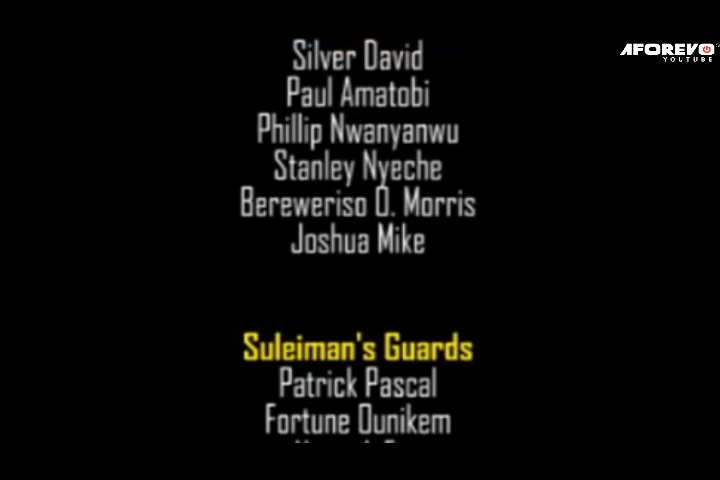 AFOREVO
YOUTUBE
Silver David
Paul Amatobi
Phillip Nwanyanwu
Stanley Nyeche
Bereweriso O. Morris
Joshua Mike
Suleiman's Guards
Patrick Pascal
Fortune Ounikem